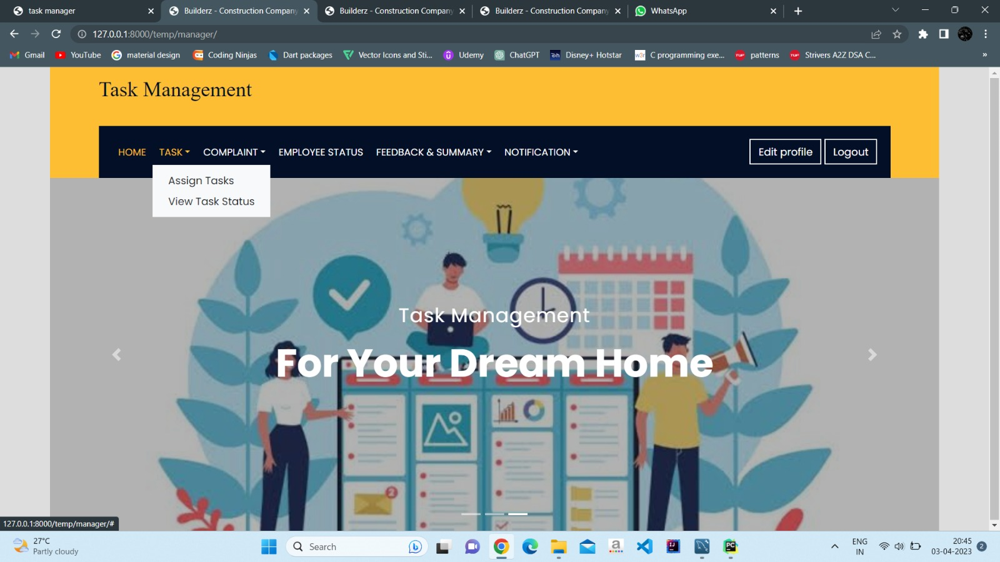 task manager
Builderz - Construction Company
Builderz - Construction Company
Builderz - Construction Company
WhatsApp
127.0.0.1:8000/temp/manager/
Gmail
YouTube
material design
Coding Ninjas
Dart packages
Vector Icons and Sti...
Udemy
ChatGPT
Disney+ Hotstar
C programming exe...
patterns
Strivers A2Z DSA C...
»
Task Management
HOME
TASK
COMPLAINT
EMPLOYEE STATUS
FEEDBACK & SUMMARY
NOTIFICATION
Edit profile
Logout
Assign Tasks
View Task Status
Task Management
For Your Dream Home
2
127.0.0.1:8000/temp/manager/#
27°C
Partly cloudy
Search
ENG
IN
20:45
03-04-2023
2